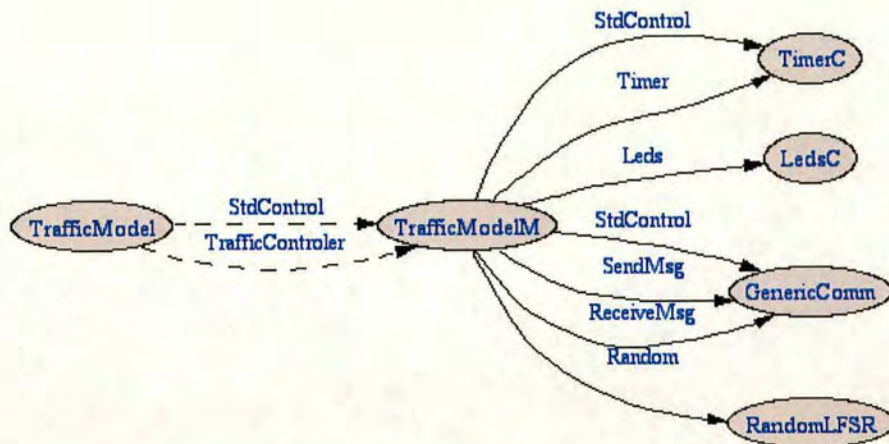 StdControl
TimerC
Timer
Leds
LedsC
TrafficModel
StdControl
TrafficControler
TrafficModelM
StdControl
SendMsg
GenericComm
ReceiveMsg
Random
RandomLFSR